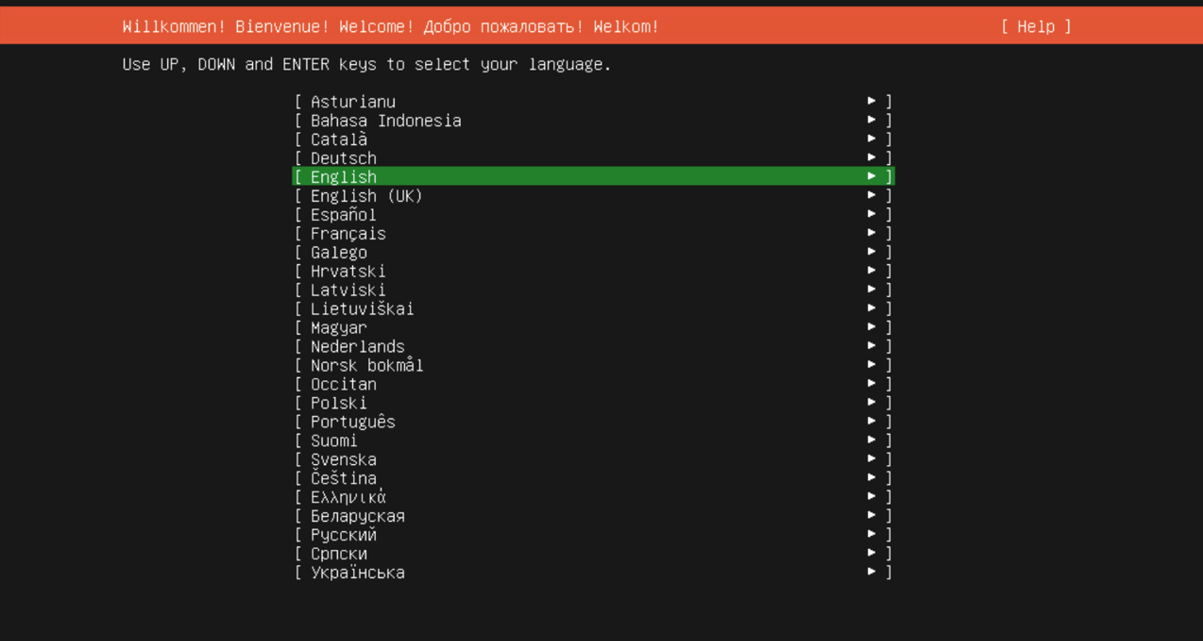 Willkommen! Bienvenue! Welcome! Добро пожаловать! Welkom! [ Help ]
Use UP, DOWN and ENTER keys to select your language.
[ Asturianu ► ]
[ Bahasa Indonesia ► ]
[ Català ► ]
[ Deutsch ► ]
[ English ► ]
[ English (UK) ► ]
[ Español ► ]
[ Français ► ]
[ Galego ► ]
[ Hrvatski ► ]
[ Latviski ► ]
[ Lietuviškai ► ]
[ Magyar ► ]
[ Nederlands ► ]
[ Norsk bokmål ► ]
[ Occitan ► ]
[ Polski ► ]
[ Português ► ]
[ Suomi ► ]
[ Svenska ► ]
[ Čeština ► ]
[ Ελληνικά ► ]
[ Беларуская ► ]
[ Русский ► ]
[ Српски ► ]
[ Українська ► ]